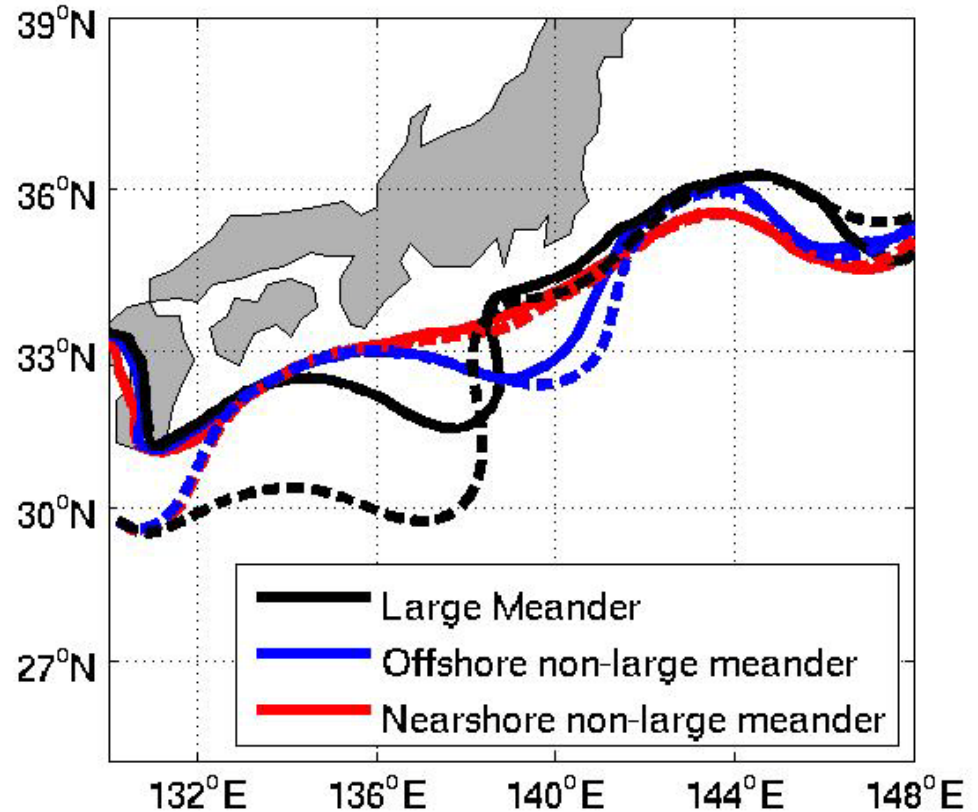 39°N
36°N
33°N
30°N
27°N
Large Meander
Offshore non-large meander
Nearshore non-large meander
132°E 136°E 140°E 144°E 148°E